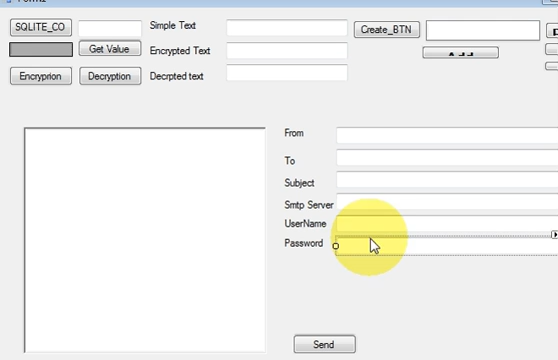 SQLITE_CO
Simple Text
Create_BTN
Get Value
Encrypted Text
Encryprion
Decryption
Decrpted text
From
To
Subject
Smtp Server
UserName
Password
Send